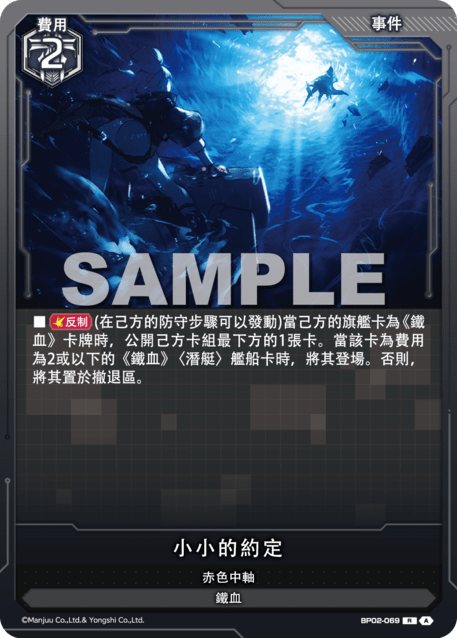 費用
事件
2
SAMPLE
■反制(在己方的防守步驟可以發動)當己方的旗艦卡為《鐵
血》卡牌時，公開己方卡組最下方的1張卡。當該卡為費用
為2或以下的《鐵血》〈潛艇〉艦船卡時，將其登場。否則，
將其置於撤退區。
小小的約定
赤色中軸
鐵血
©Manjuu Co.,Ltd.& Yongshi Co.,Ltd.
BP02-069 R A